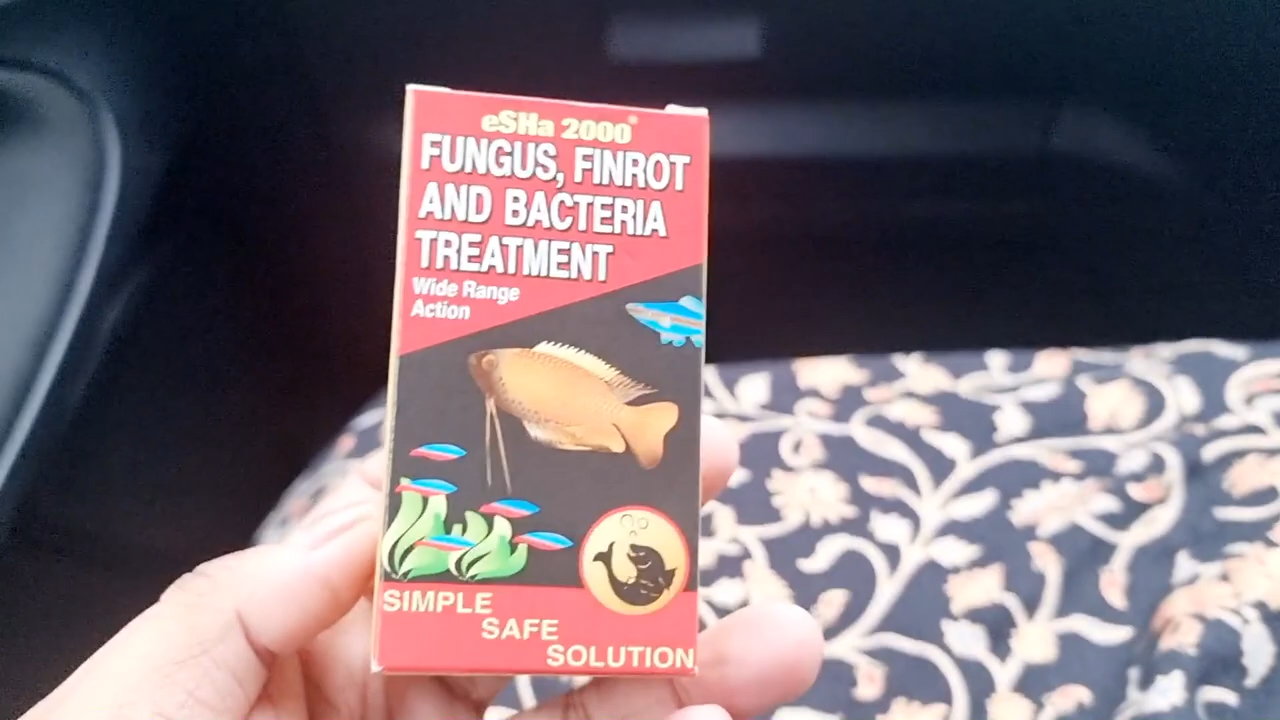 eSHa 2000®
FUNGUS, FINROT
AND BACTERIA
TREATMENT
Wide Range
Action
SIMPLE
SAFE
SOLUTION